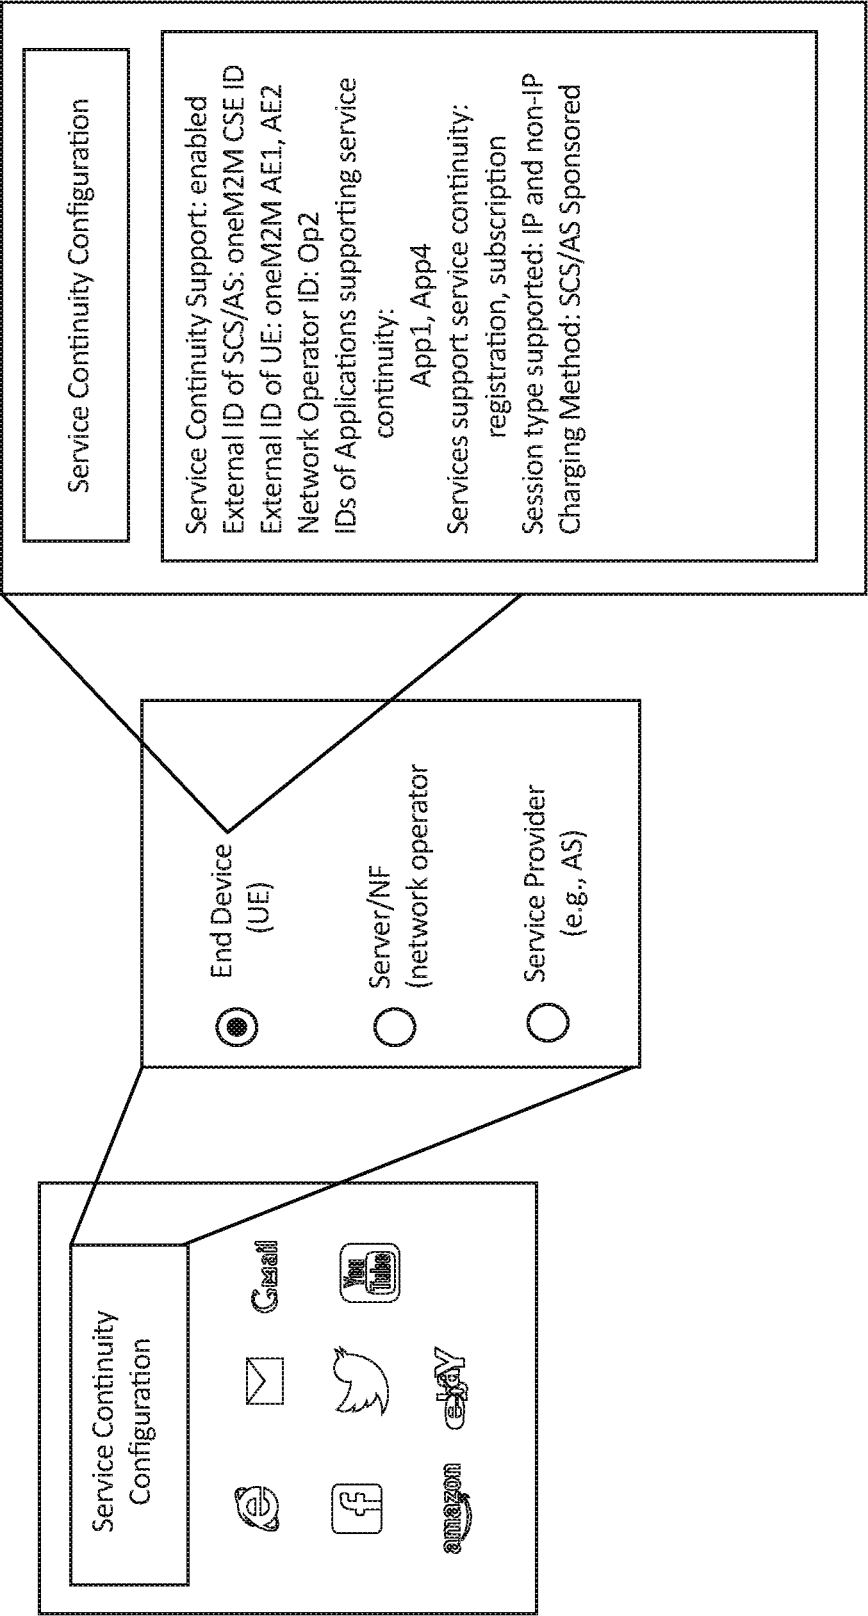 Service Continuity
Configuration
e
Gmail
f
You
Tube
amazon
ebaY
End Device
(UE)
Server/NF
(network operator
Service Provider
(e.g., AS)
Service Continuity Configuration
Service Continuity Support: enabled
External ID of SCS/AS: oneM2M CSE ID
External ID of UE: oneM2M AE1, AE2
Network Operator ID: Op2
IDs of Applications supporting service
continuity:
App1, App4
Services support service continuity:
registration, subscription
Session type supported: IP and non-IP
Charging Method: SCS/AS Sponsored